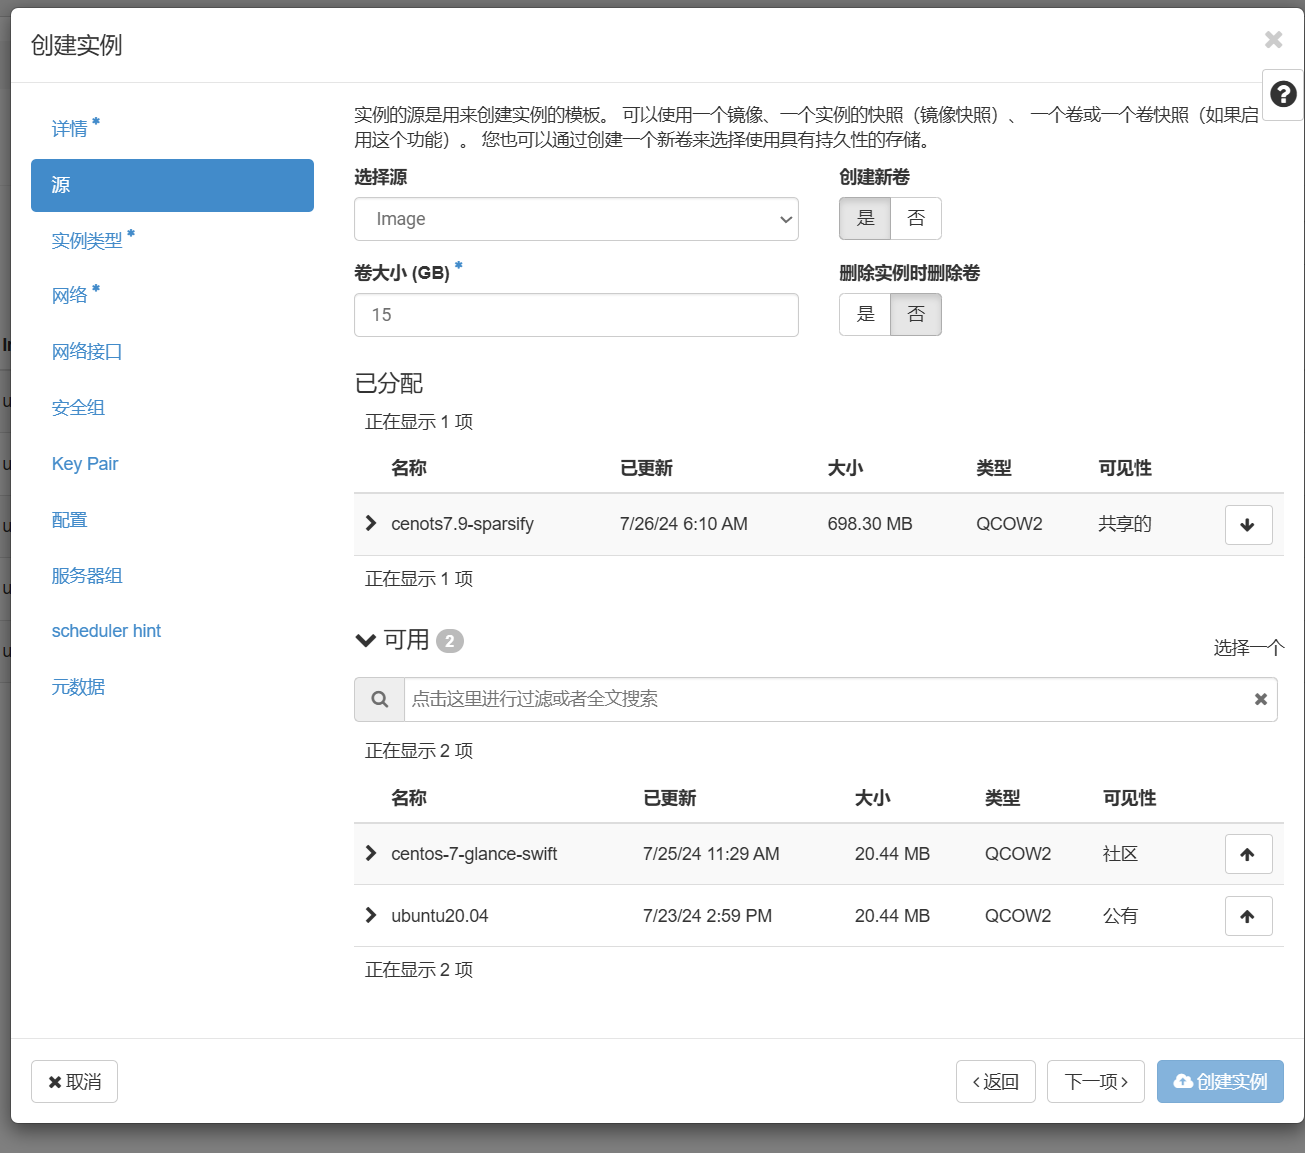 创建实例
详情 *
源
实例类型 *
网络 *
网络接口
安全组
Key Pair
配置
服务器组
scheduler hint
元数据
实例的源是用来创建实例的模板。 可以使用一个镜像、一个实例的快照（镜像快照）、 一个卷或一个卷快照（如果启
用这个功能）。 您也可以通过创建一个新卷来选择使用具有持久性的存储。
选择源 创建新卷
Image 是 否
卷大小 (GB) * 删除实例时删除卷
15 是 否
已分配
正在显示 1 项
名称 已更新 大小 类型 可见性
cenots7.9-sparsify 7/26/24 6:10 AM 698.30 MB QCOW2 共享的
正在显示 1 项
可用 2 选择一个
点击这里进行过滤或者全文搜索
正在显示 2 项
名称 已更新 大小 类型 可见性
centos-7-glance-swift 7/25/24 11:29 AM 20.44 MB QCOW2 社区
ubuntu20.04 7/23/24 2:59 PM 20.44 MB QCOW2 公有
正在显示 2 项
取消 ‹返回 下一项› 创建实例